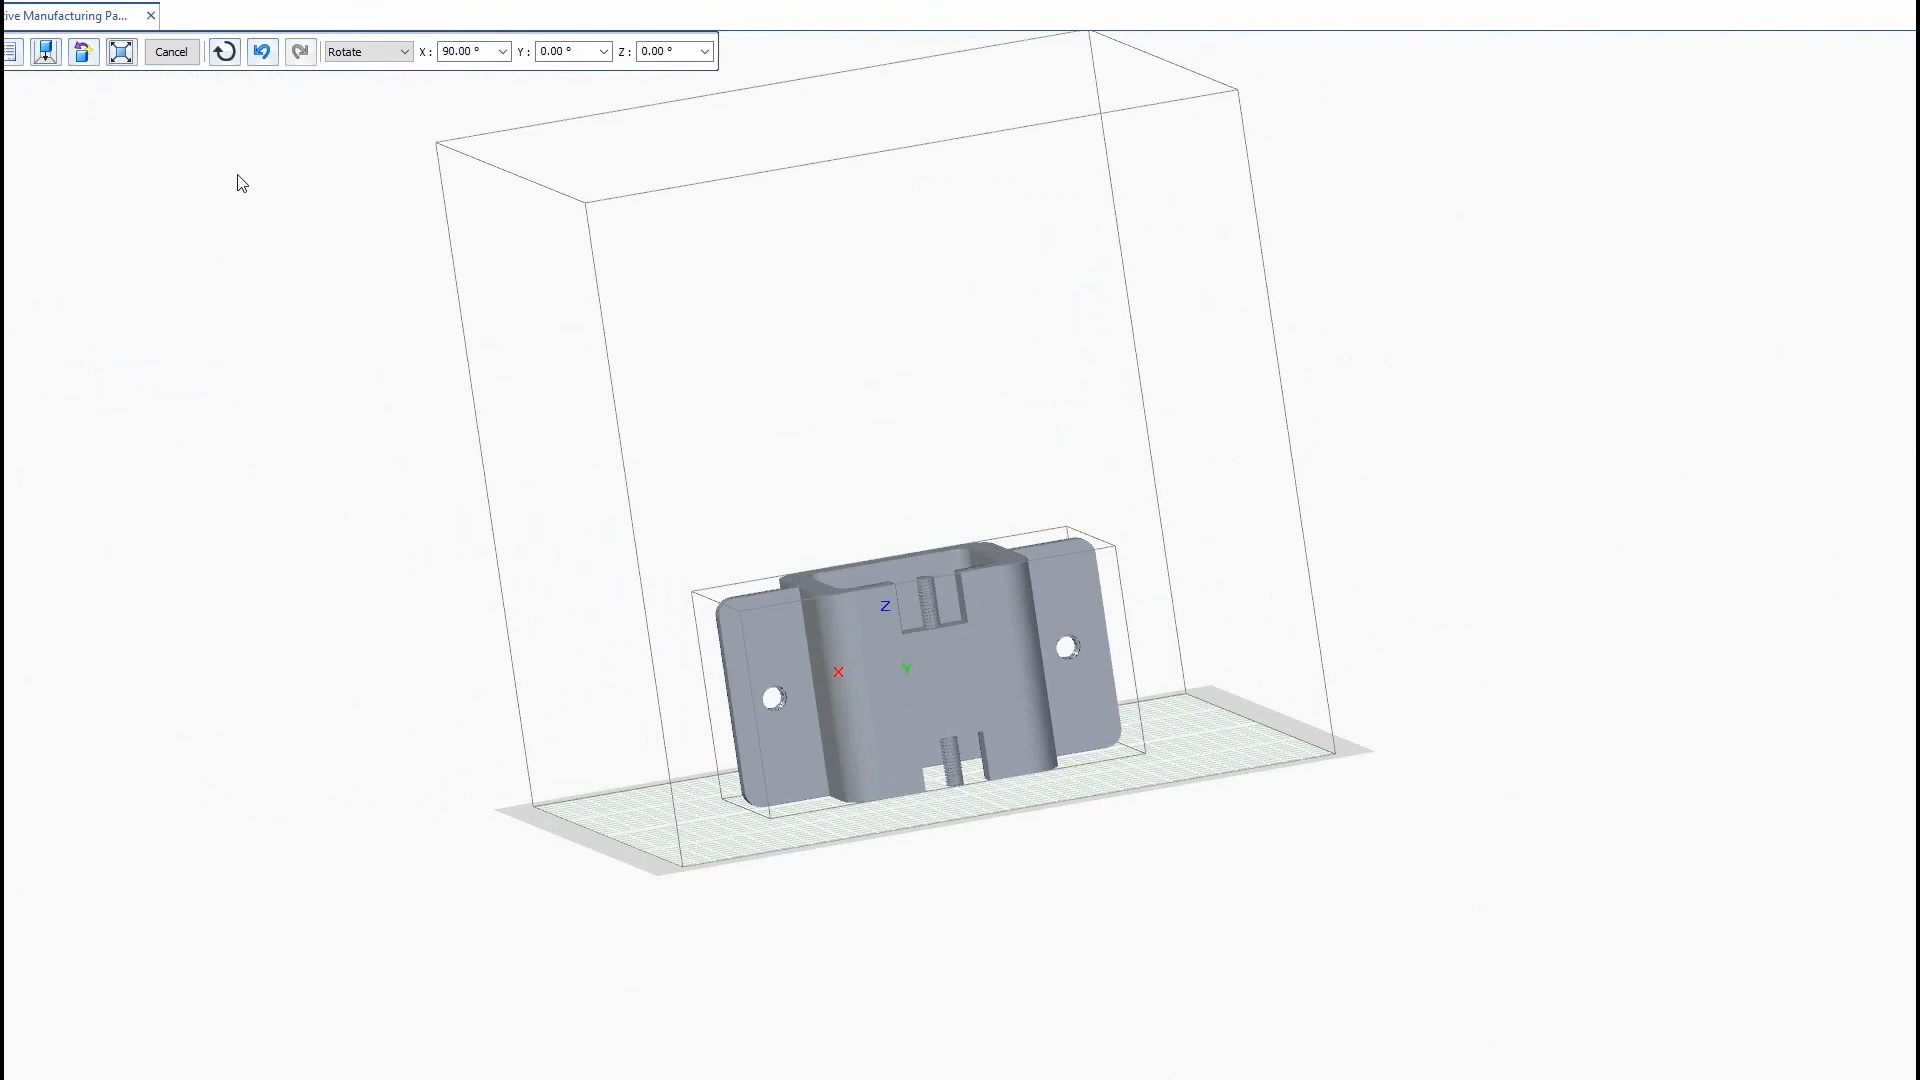 ive Manufacturing Pa...
Cancel Rotate X: 90.00 ° Y: 0.00 ° Z: 0.00 °
Z
X Y